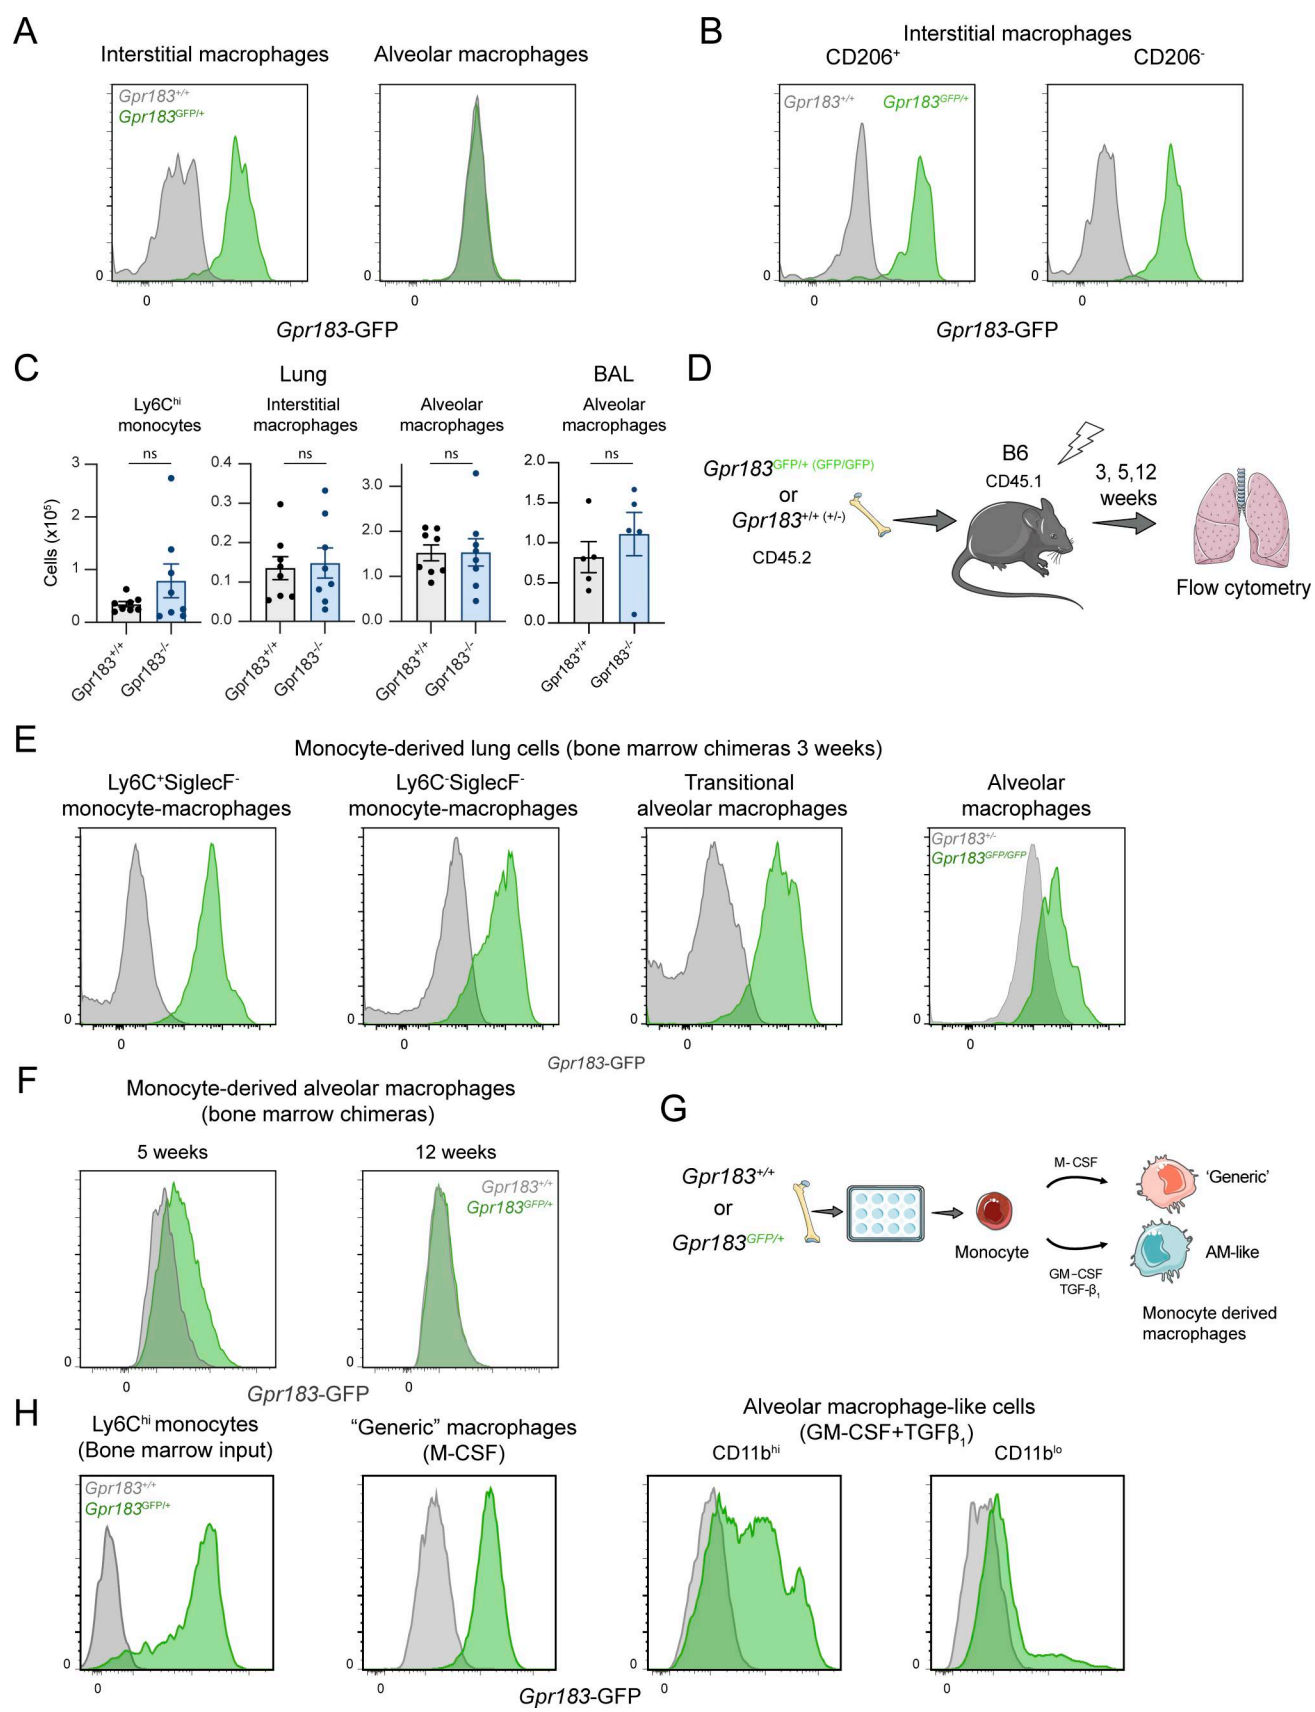 A
Interstitial macrophages
Alveolar macrophages
Gpr183+/+
Gpr183GFP/+
0
0
0
0
Gpr183-GFP
B
Interstitial macrophages
CD206+
CD206-
Gpr183+/+
Gpr183GFP/+
0
0
0
0
Gpr183-GFP
C
Lung
BAL
Ly6Chi
monocytes
Interstitial
macrophages
Alveolar
macrophages
Alveolar
macrophages
ns
ns
ns
ns
Cells (x10⁵)
3
2
1
0
0.4
0.3
0.2
0.1
0.0
3.0
2.0
1.0
0.0
2.0
1.5
1.0
0.5
0.0
Gpr183+/+
Gpr183-/-
Gpr183+/+
Gpr183-/-
Gpr183+/+
Gpr183-/-
Gpr183+/+
Gpr183-/-
D
Gpr183GFP/+ (GFP/GFP)
or
Gpr183+/+ (+/-)
CD45.2
B6
CD45.1
3, 5,12
weeks
Flow cytometry
E
Monocyte-derived lung cells (bone marrow chimeras 3 weeks)
Ly6C+SiglecF-
monocyte-macrophages
Ly6C-SiglecF-
monocyte-macrophages
Transitional
alveolar macrophages
Alveolar
macrophages
Gpr183+/-
Gpr183GFP/GFP
0
0
0
0
0
0
0
0
Gpr183-GFP
F
Monocyte-derived alveolar macrophages
(bone marrow chimeras)
5 weeks
12 weeks
Gpr183+/+
Gpr183GFP/+
0
0
0
0
Gpr183-GFP
G
Gpr183+/+
or
Gpr183GFP/+
Monocyte
M-CSF
GM-CSF
TGF-β₁
'Generic'
AM-like
Monocyte derived
macrophages
H
Ly6Chi monocytes
(Bone marrow input)
"Generic" macrophages
(M-CSF)
Alveolar macrophage-like cells
(GM-CSF+TGFβ₁)
CD11bhi
CD11blo
Gpr183+/+
Gpr183GFP/+
0
0
0
0
0
0
0
0
Gpr183-GFP